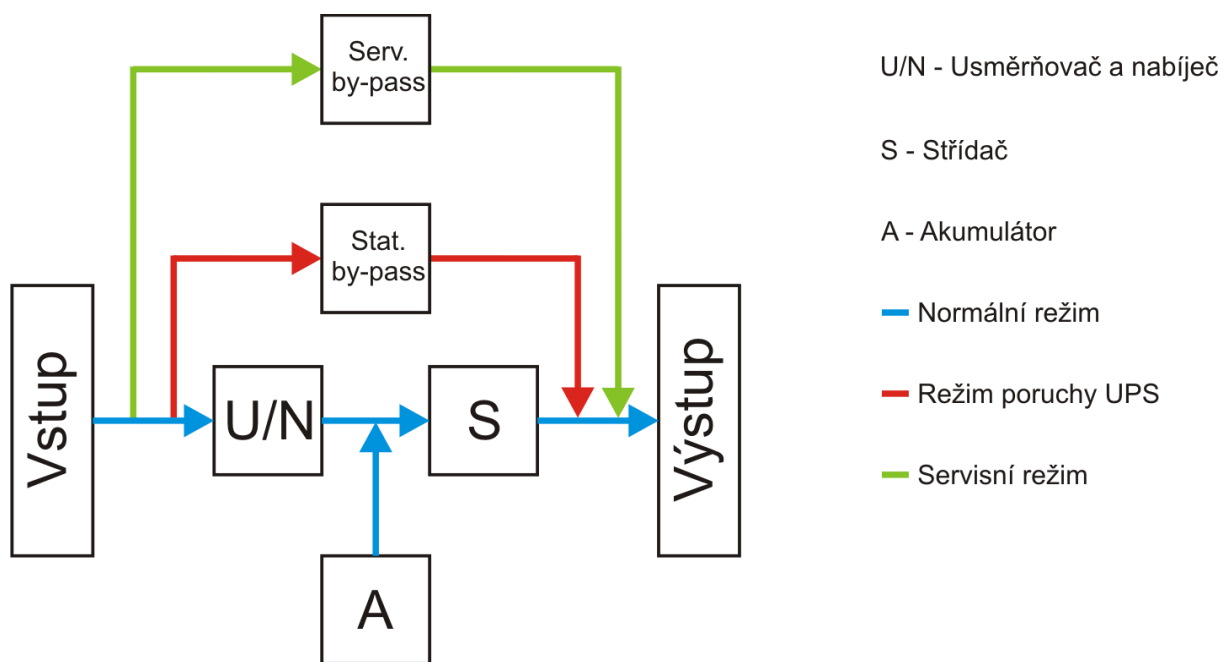 Serv.
by-pass
Stat.
by-pass
Vstup
U/N
S
Výstup
A
U/N - Usměrňovač a nabíječ
S - Střídač
A - Akumulátor
Normální režim
Režim poruchy UPS
Servisní režim